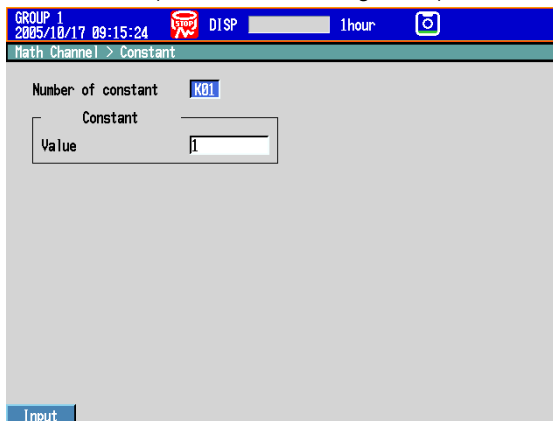 GROUP 1
2005/10/17 09:15:24 STOP DISP 1hour
Math Channel > Constant
Number of constant K01
Constant
Value 1
Input